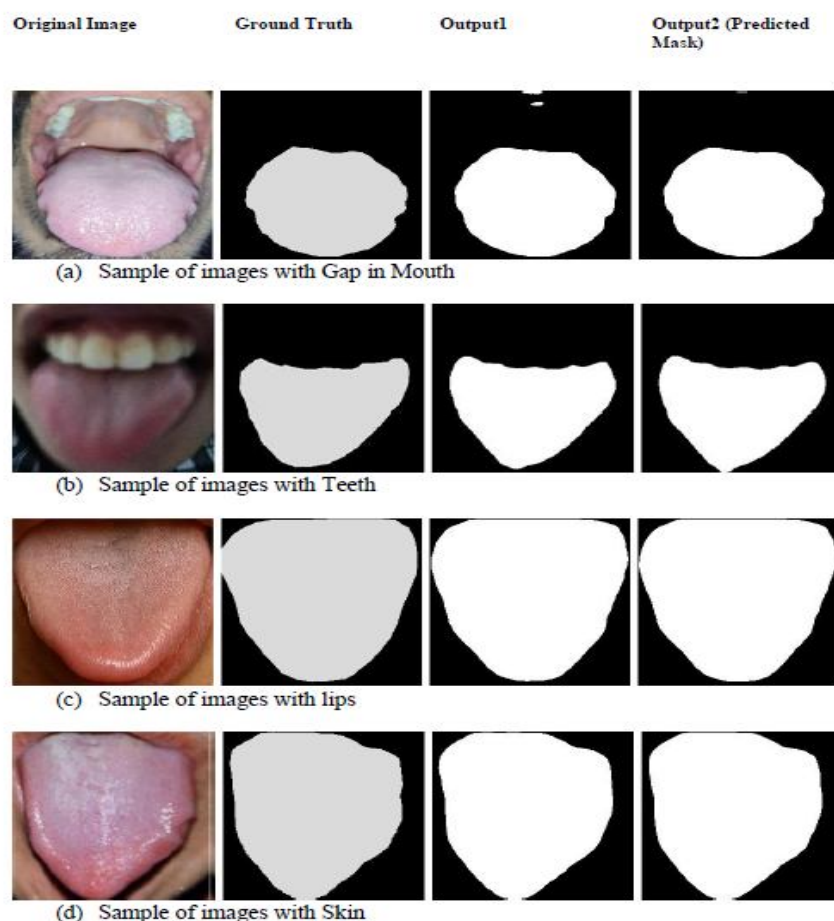 Original Image Ground Truth Output1 Output2 (Predicted
Mask)
(a) Sample of images with Gap in Mouth
(b) Sample of images with Teeth
(c) Sample of images with lips
(d) Sample of images with Skin